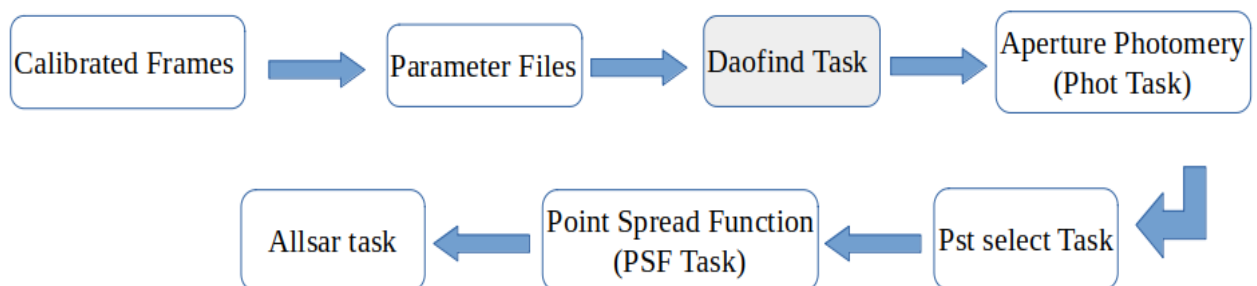 Calibrated Frames
Parameter Files
Daofind Task
Aperture Photomery
(Phot Task)
Pst select Task
Point Spread Function
(PSF Task)
Allsar task